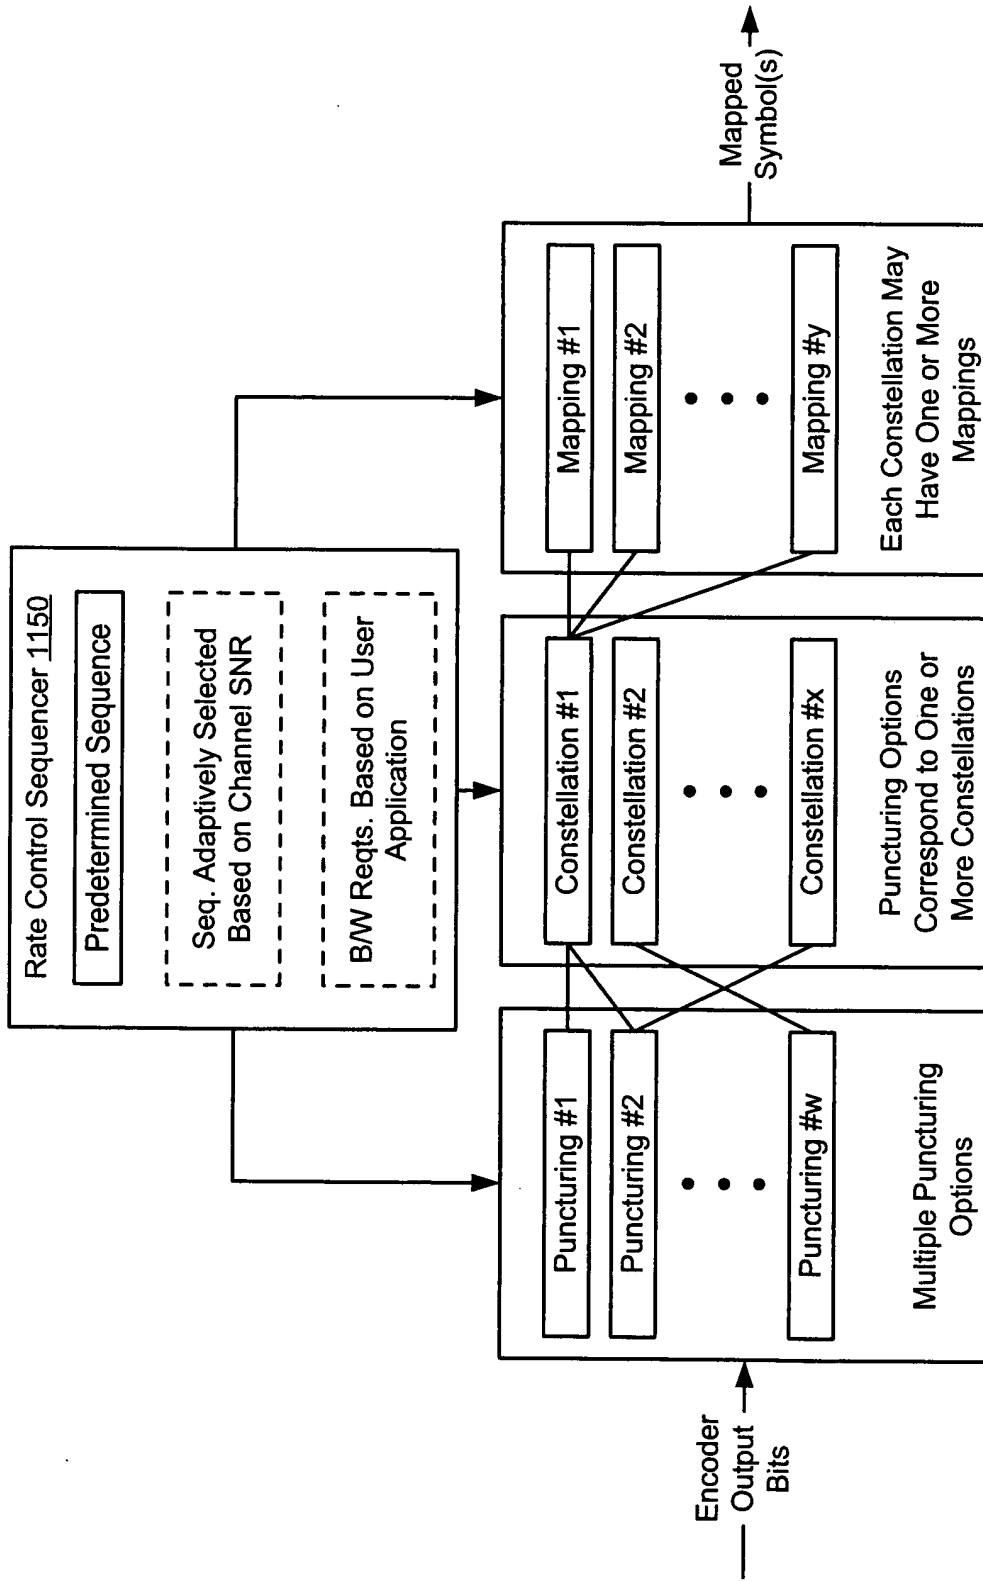 Rate Control Sequencer 1150
Predetermined Sequence
Seq. Adaptively Selected
Based on Channel SNR
B/W Reqts. Based on User
Application
Encoder
Output
Bits
Puncturing #1
Puncturing #2
Puncturing #w
Multiple Puncturing
Options
Constellation #1
Constellation #2
Constellation #x
Puncturing Options
Correspond to One or
More Constellations
Mapping #1
Mapping #2
Mapping #y
Each Constellation May
Have One or More
Mappings
Mapped
Symbol(s)